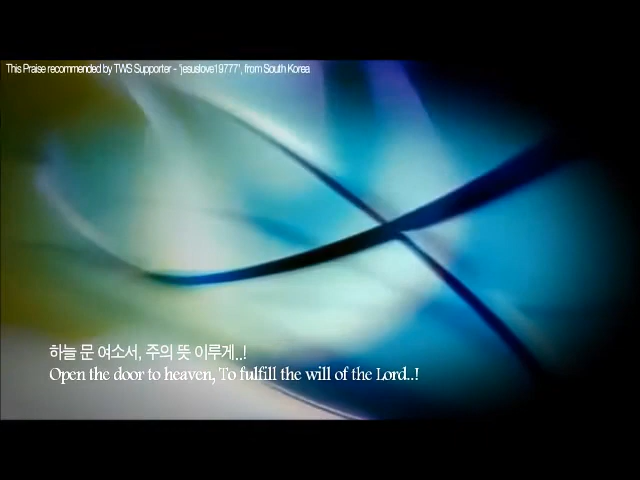 This Praise recommended by TWS Supporter - 'jesuslove19777', from South Korea
하늘 문 여소서, 주의 뜻 이루게..!
Open the door to heaven, To fulfill the will of the Lord..!